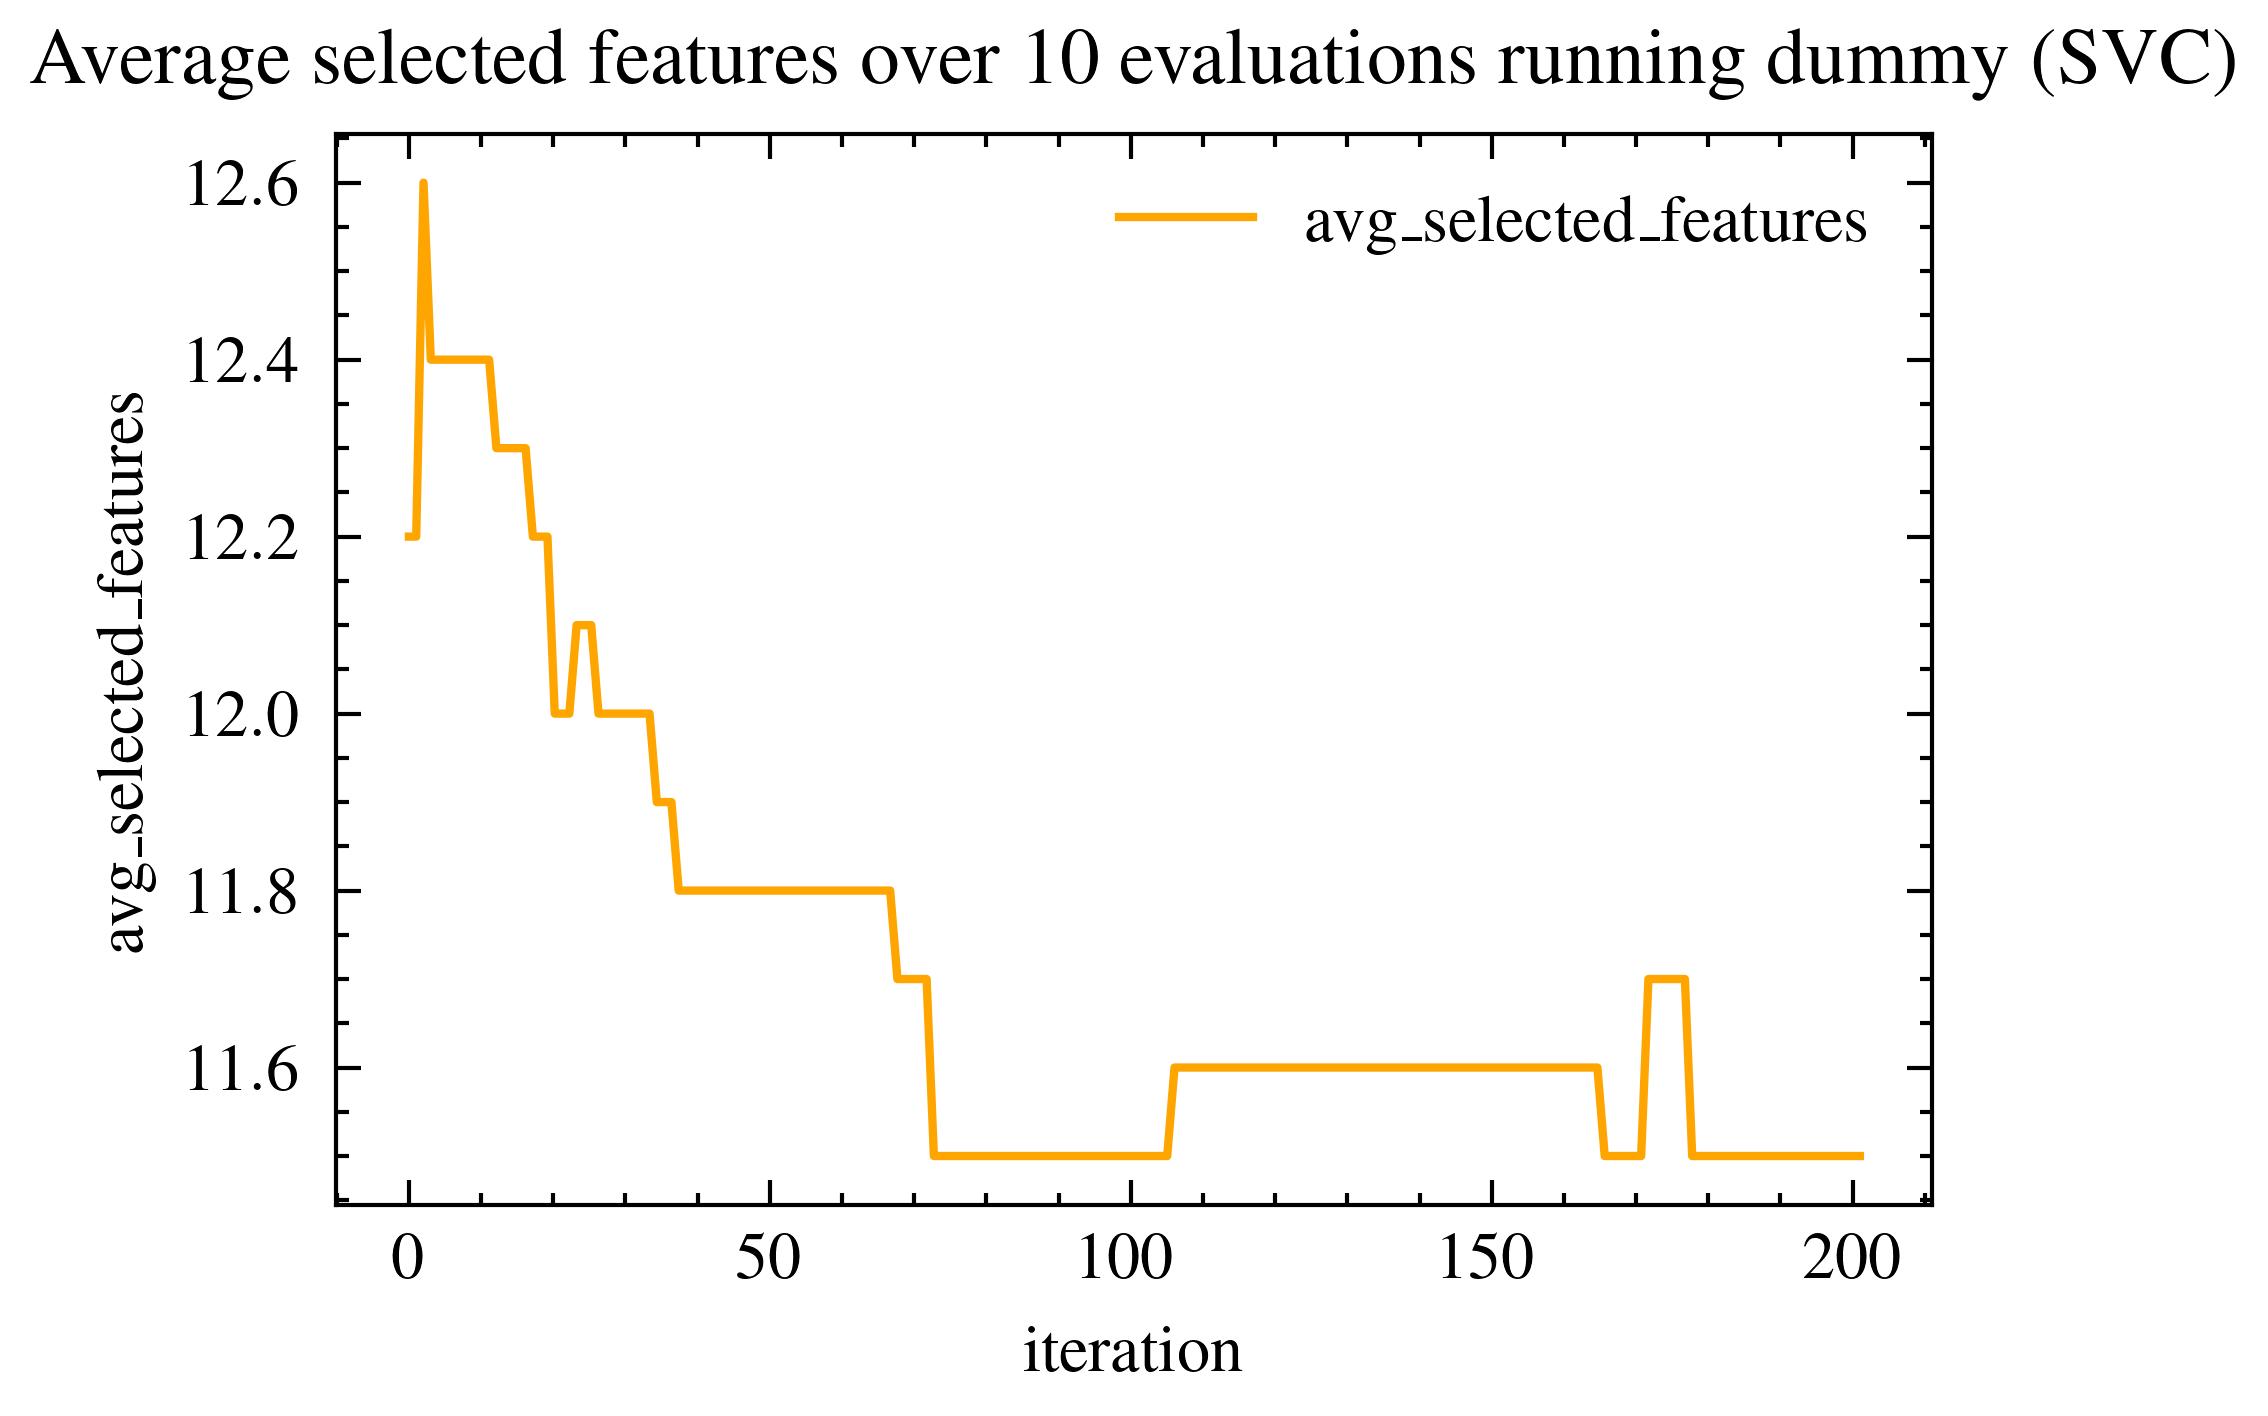 Average selected features over 10 evaluations running dummy (SVC)
avg_selected_features
12.6
12.4
12.2
12.0
11.8
11.6
avg_selected_features
0 50 100 150 200
iteration